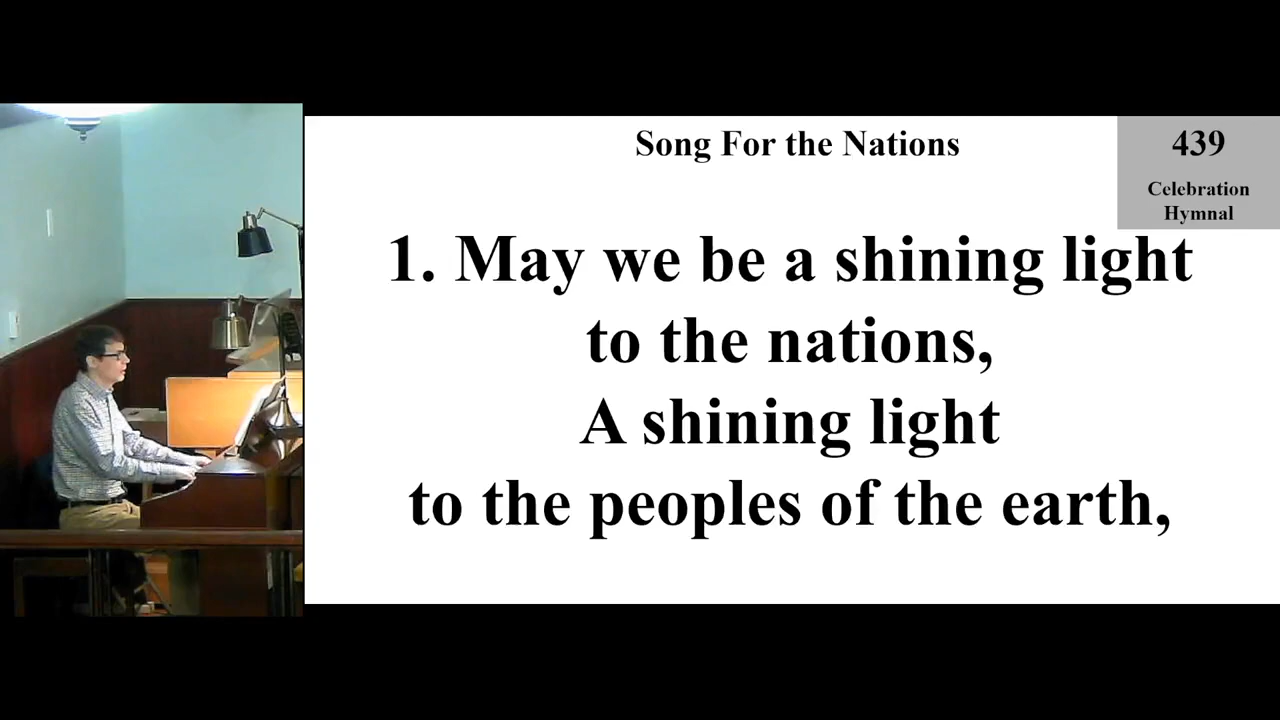 Song For the Nations
439
Celebration
Hymnal
1. May we be a shining light
to the nations,
A shining light
to the peoples of the earth,